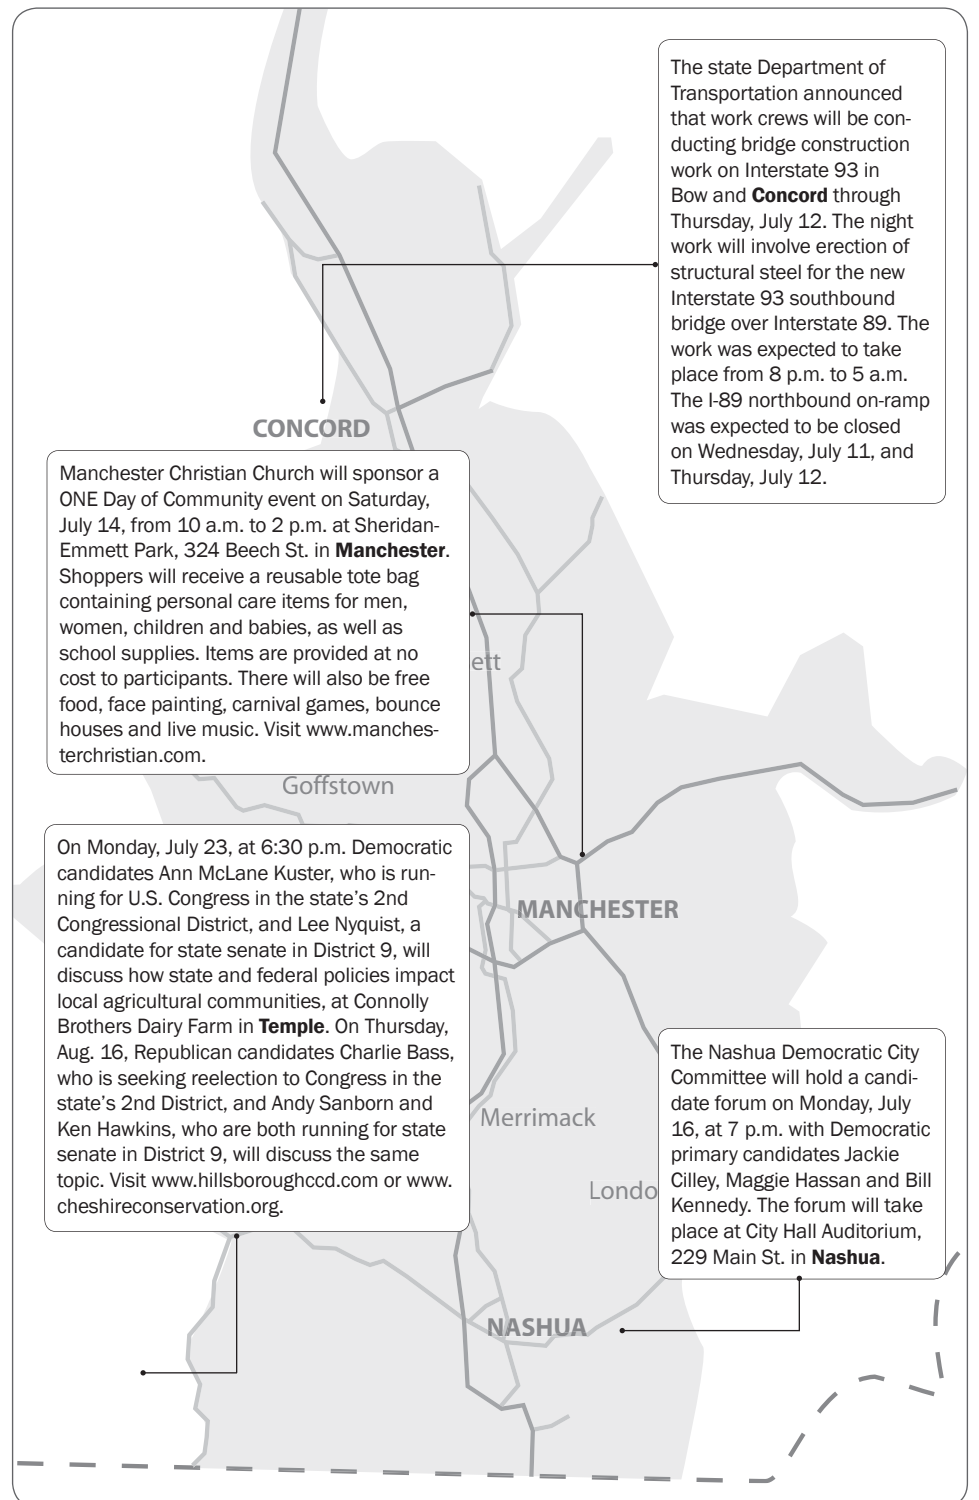 The state Department of
Transportation announced
that work crews will be con-
ducting bridge construction
work on Interstate 93 in
Bow and Concord through
Thursday, July 12. The night
work will involve erection of
structural steel for the new
Interstate 93 southbound
bridge over Interstate 89. The
work was expected to take
place from 8 p.m. to 5 a.m.
The I-89 northbound on-ramp
was expected to be closed
on Wednesday, July 11, and
Thursday, July 12.
CONCORD
Manchester Christian Church will sponsor a
ONE Day of Community event on Saturday,
July 14, from 10 a.m. to 2 p.m. at Sheridan-
Emmett Park, 324 Beech St. in Manchester.
Shoppers will receive a reusable tote bag
containing personal care items for men,
women, children and babies, as well as
school supplies. Items are provided at no
cost to participants. There will also be free
food, face painting, carnival games, bounce
houses and live music. Visit www.manches-
terchristian.com.
ett
Goffstown
On Monday, July 23, at 6:30 p.m. Democratic
candidates Ann McLane Kuster, who is run-
ning for U.S. Congress in the state's 2nd
Congressional District, and Lee Nyquist, a
candidate for state senate in District 9, will
discuss how state and federal policies impact
local agricultural communities, at Connolly
Brothers Dairy Farm in Temple. On Thursday,
Aug. 16, Republican candidates Charlie Bass,
who is seeking reelection to Congress in the
state's 2nd District, and Andy Sanborn and
Ken Hawkins, who are both running for state
senate in District 9, will discuss the same
topic. Visit www.hillsboroughccd.com or www.
cheshireconservation.org.
MANCHESTER
Merrimack
Londo
The Nashua Democratic City
Committee will hold a candi-
date forum on Monday, July
16, at 7 p.m. with Democratic
primary candidates Jackie
Cilley, Maggie Hassan and Bill
Kennedy. The forum will take
place at City Hall Auditorium,
229 Main St. in Nashua.
NASHUA